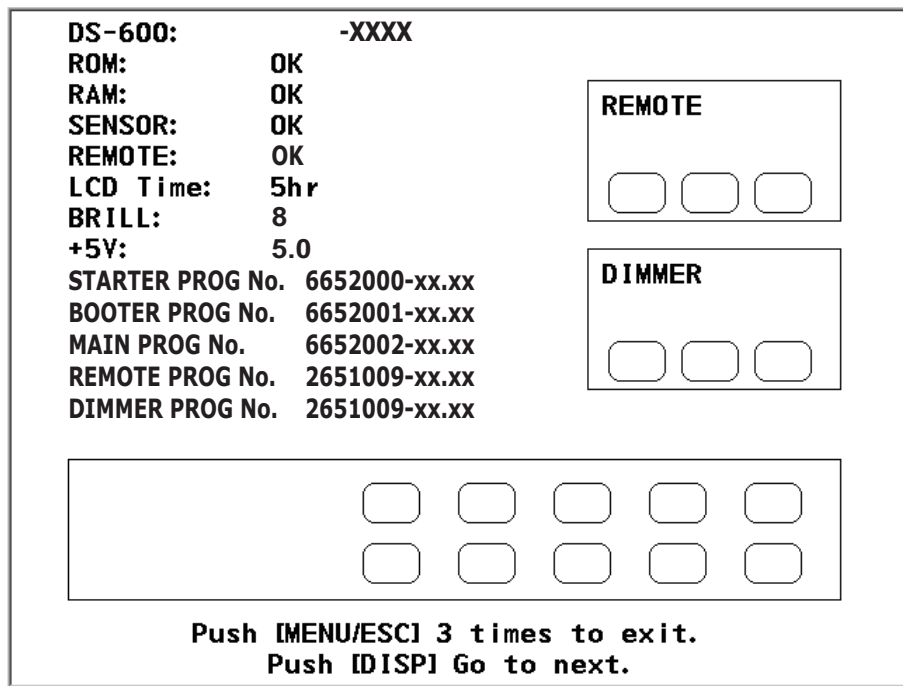 DS-600: -XXXX
ROM: OK
RAM: OK
SENSOR: OK
REMOTE: OK
LCD Time: 5hr
BRILL: 8
+5V: 5.0
STARTER PROG No. 6652000-xx.xx
BOOTER PROG No. 6652001-xx.xx
MAIN PROG No. 6652002-xx.xx
REMOTE PROG No. 2651009-xx.xx
DIMMER PROG No. 2651009-xx.xx
REMOTE
DIMMER
Push [MENU/ESC] 3 times to exit.
Push [DISP] Go to next.